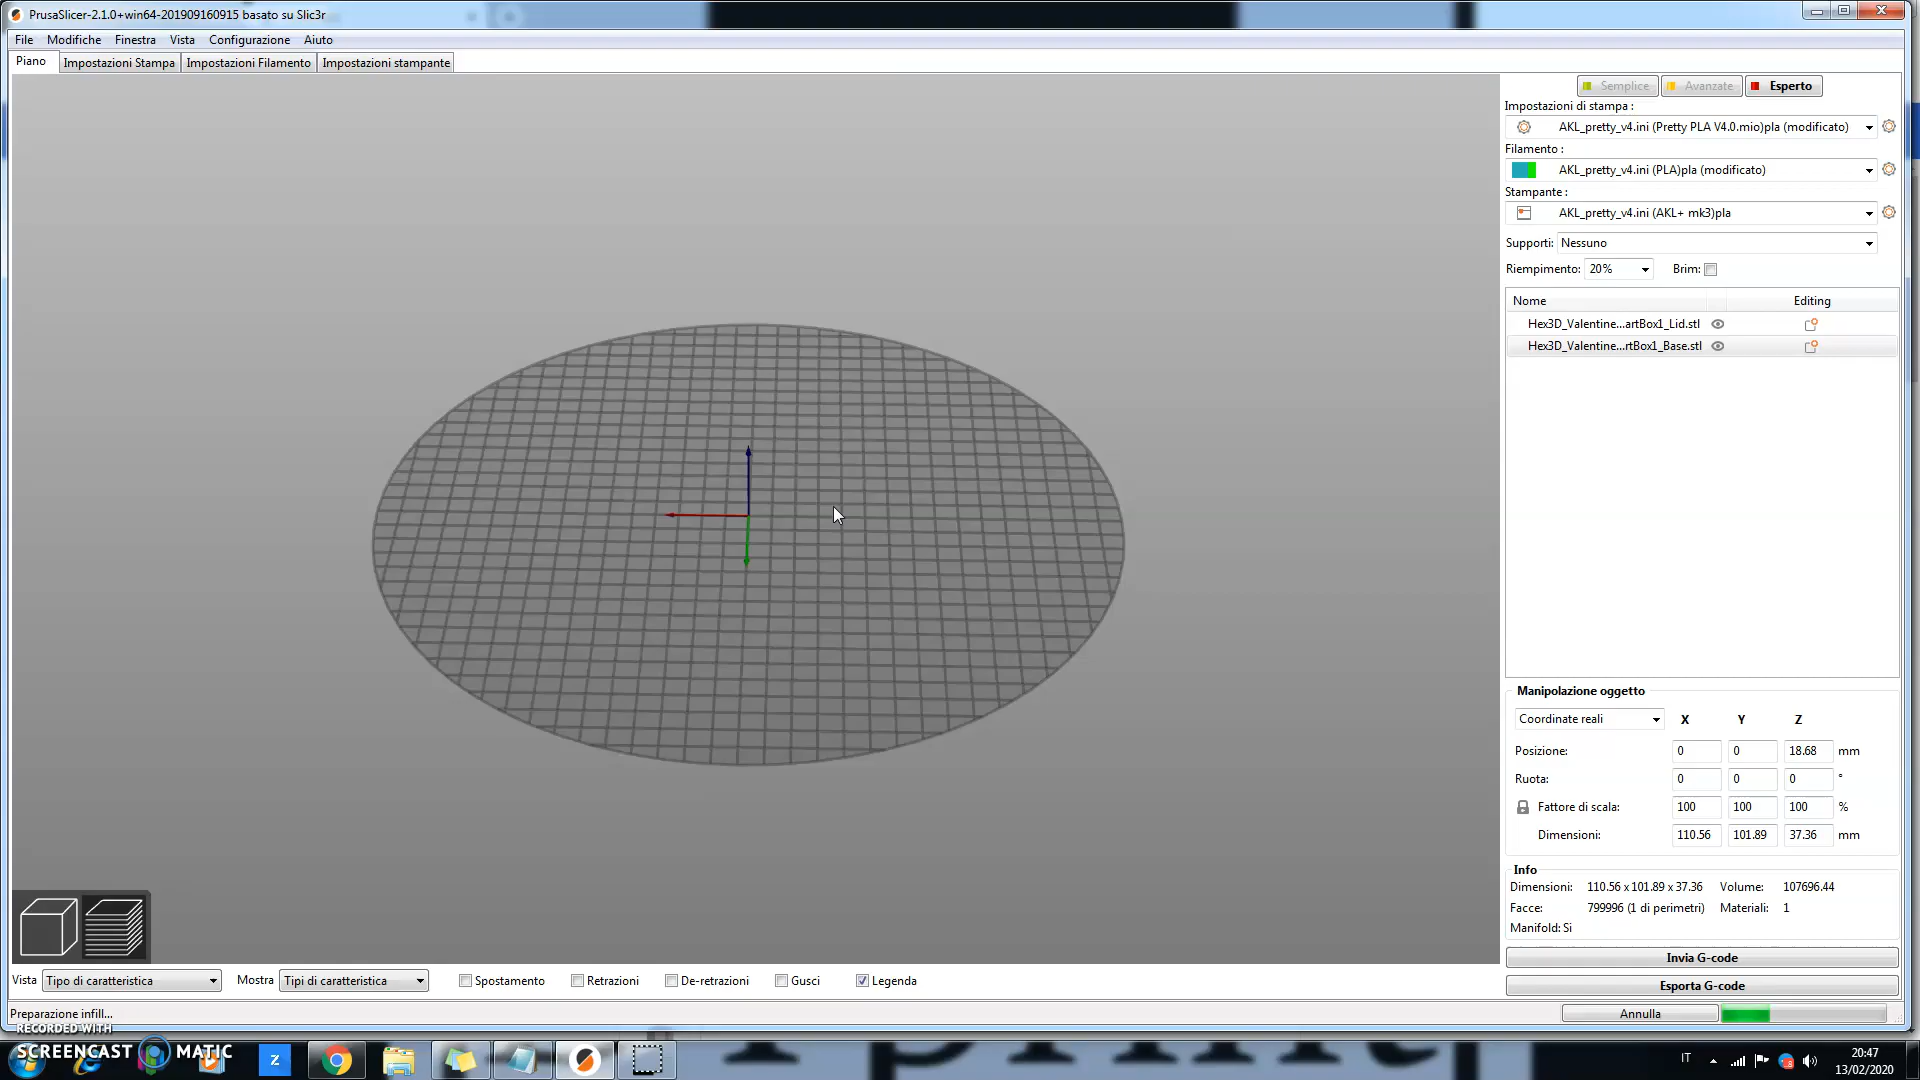 PrusaSlicer-2.1.0+win64-201909160915 basato su Slic3r
File Modifiche Finestra Vista Configurazione Aiuto
Piano Impostazioni Stampa Impostazioni Filamento Impostazioni stampante
Semplice Avanzate Esperto
Impostazioni di stampa :
AKL_pretty_v4.ini (Pretty PLA V4.0.mio)pla (modificato)
Filamento :
AKL_pretty_v4.ini (PLA)pla (modificato)
Stampante :
AKL_pretty_v4.ini (AKL+ mk3)pla
Supporti: Nessuno
Riempimento: 20% Brim:
Nome Editing
Hex3D_Valentine...artBox1_Lid.stl
Hex3D_Valentine...rtBox1_Base.stl
Manipolazione oggetto
Coordinate reali X Y Z
Posizione: 0 0 18.68 mm
Ruota: 0 0 0 °
Fattore di scala: 100 100 100 %
Dimensioni: 110.56 101.89 37.36 mm
Info
Dimensioni: 110.56 x 101.89 x 37.36 Volume: 107696.44
Facce: 799996 (1 di perimetri) Materiali: 1
Manifold: Si
Invia G-code
Esporta G-code
Vista Tipo di caratteristica Mostra Tipi di caratteristica Spostamento Retrazioni De-retrazioni Gusci Legenda
Preparazione infill...
Annulla
RECORDED WITH
SCREENCAST MATIC
Z
IT
20:47
13/02/2020